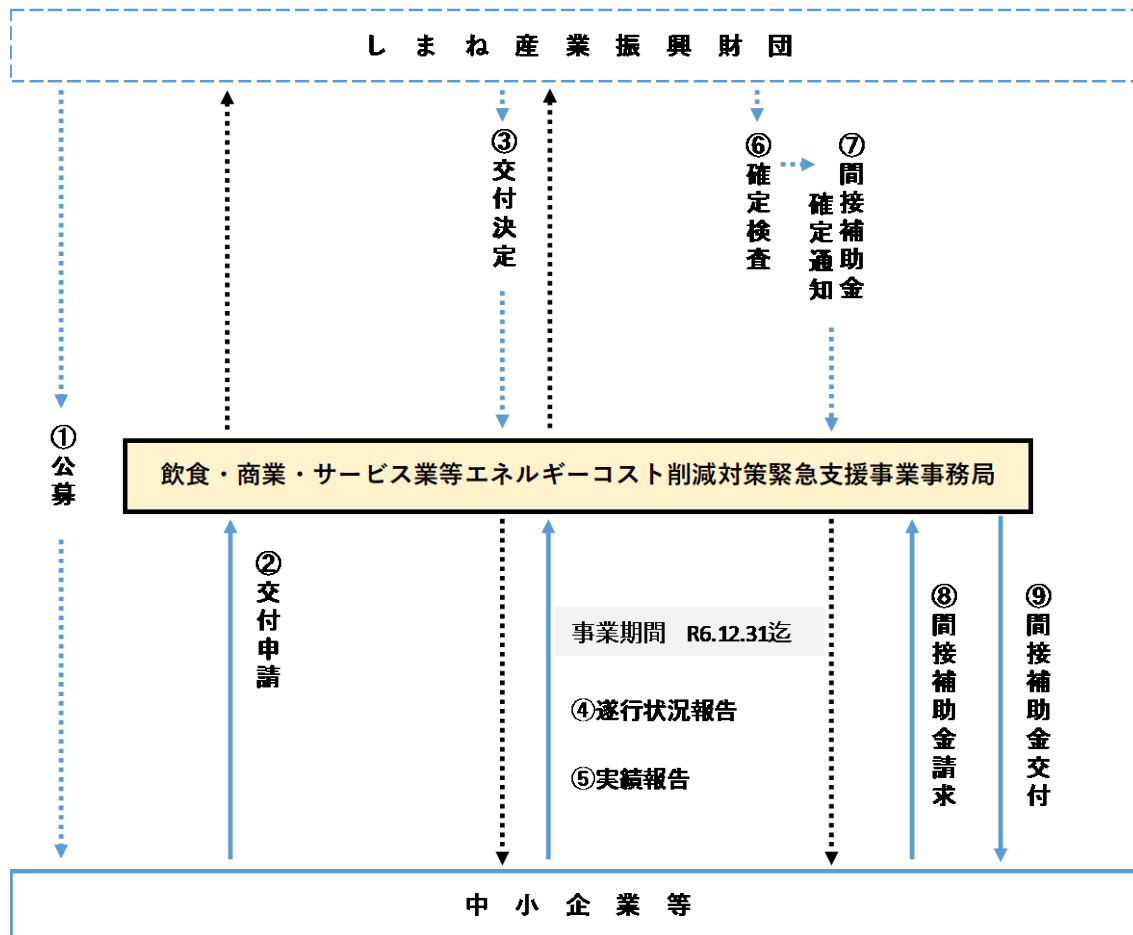 しまね産業振興財団
①公募
②交付申請
③交付決定
⑥確定検査
⑦間接補助金
確定通知
飲食・商業・サービス業等エネルギーコスト削減対策緊急支援事業事務局
事業期間　R6.12.31迄
④遂行状況報告
⑤実績報告
⑧間接補助金請求
⑨間接補助金交付
中小企業等